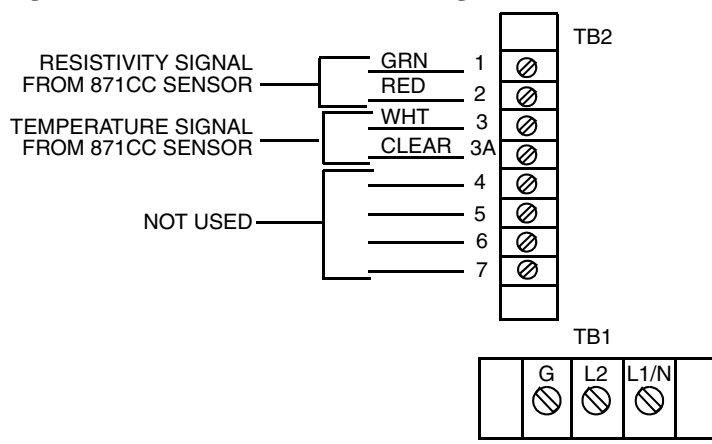 TB2
RESISTIVITY SIGNAL
FROM 871CC SENSOR
GRN 1
RED 2
TEMPERATURE SIGNAL
FROM 871CC SENSOR
WHT 3
CLEAR 3A
NOT USED
4
5
6
7
TB1
G L2 L1/N